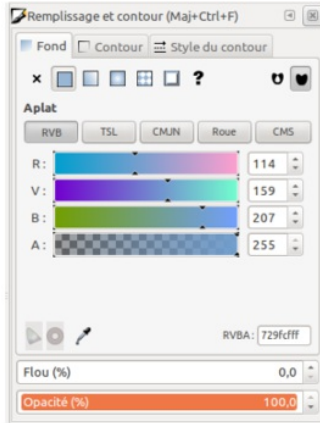 Remplissage et contour (Maj+Ctrl+F)
Fond Contour Style du contour
?
Aplat
RVB TSL CMJN Roue CMS
R: 114
V: 159
B: 207
A: 255
RVBA: 729fcfff
Flou (%) 0,0
Opacité (%) 100,0